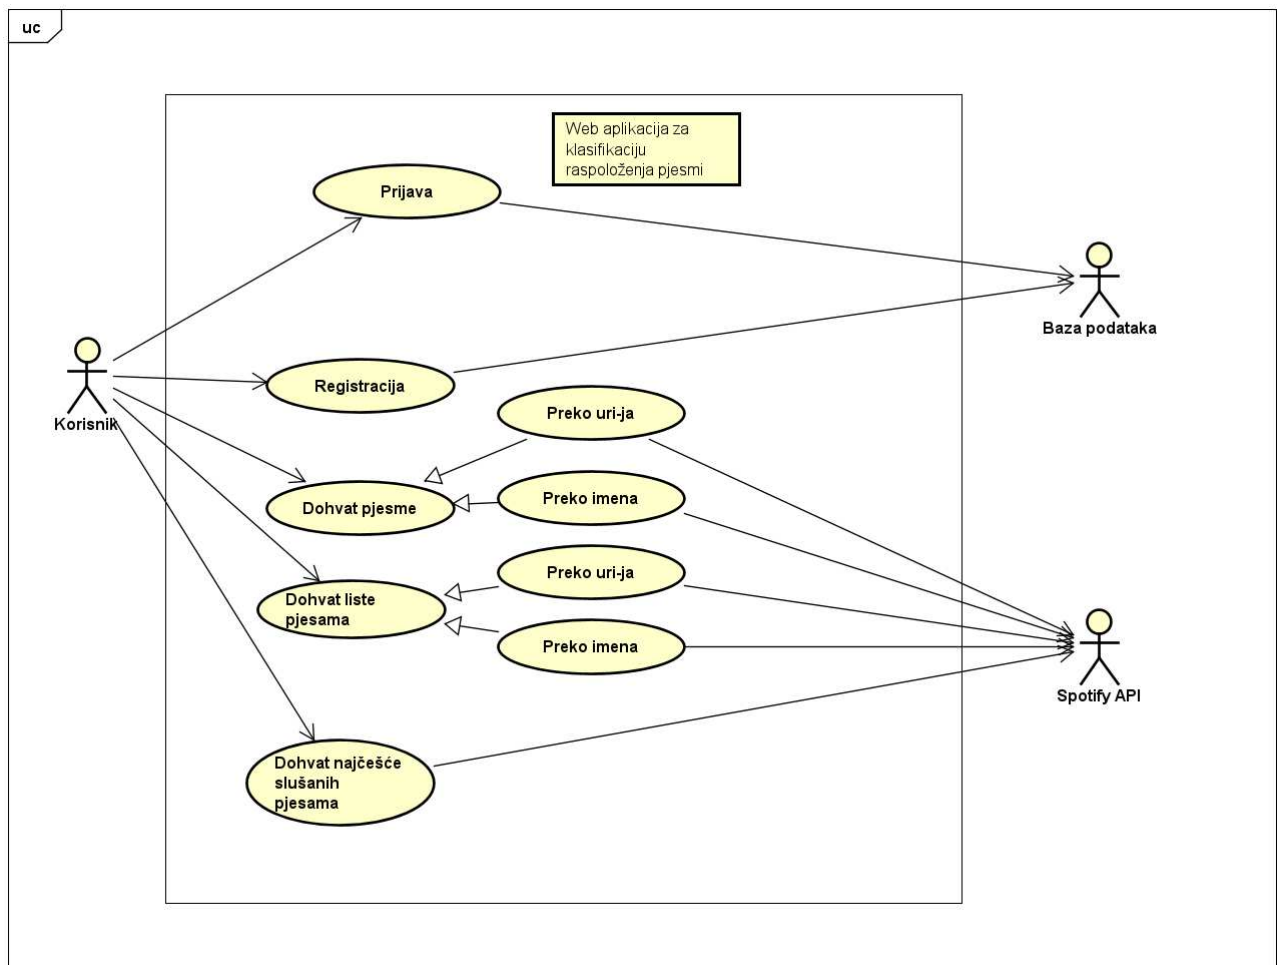 uc
Web aplikacija za
klasifikaciju
raspoloženja pjesmi
Prijava
Baza podataka
Korisnik
Registracija
Preko uri-ja
Dohvat pjesme
Preko imena
Preko uri-ja
Dohvat liste
pjesama
Preko imena
Spotify API
Dohvat najčešće
slušanih
pjesama